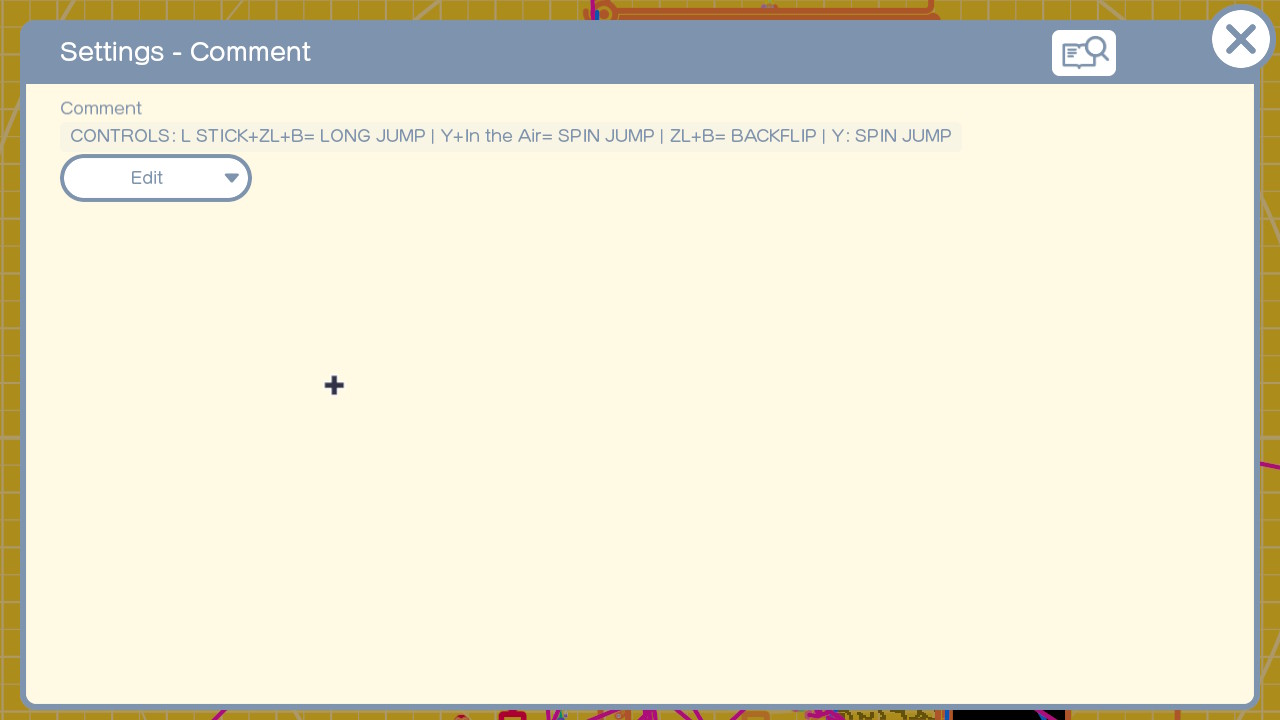 Settings - Comment
Comment
CONTROLS: L STICK+ZL+B= LONG JUMP | Y+In the Air= SPIN JUMP | ZL+B= BACKFLIP | Y: SPIN JUMP
Edit